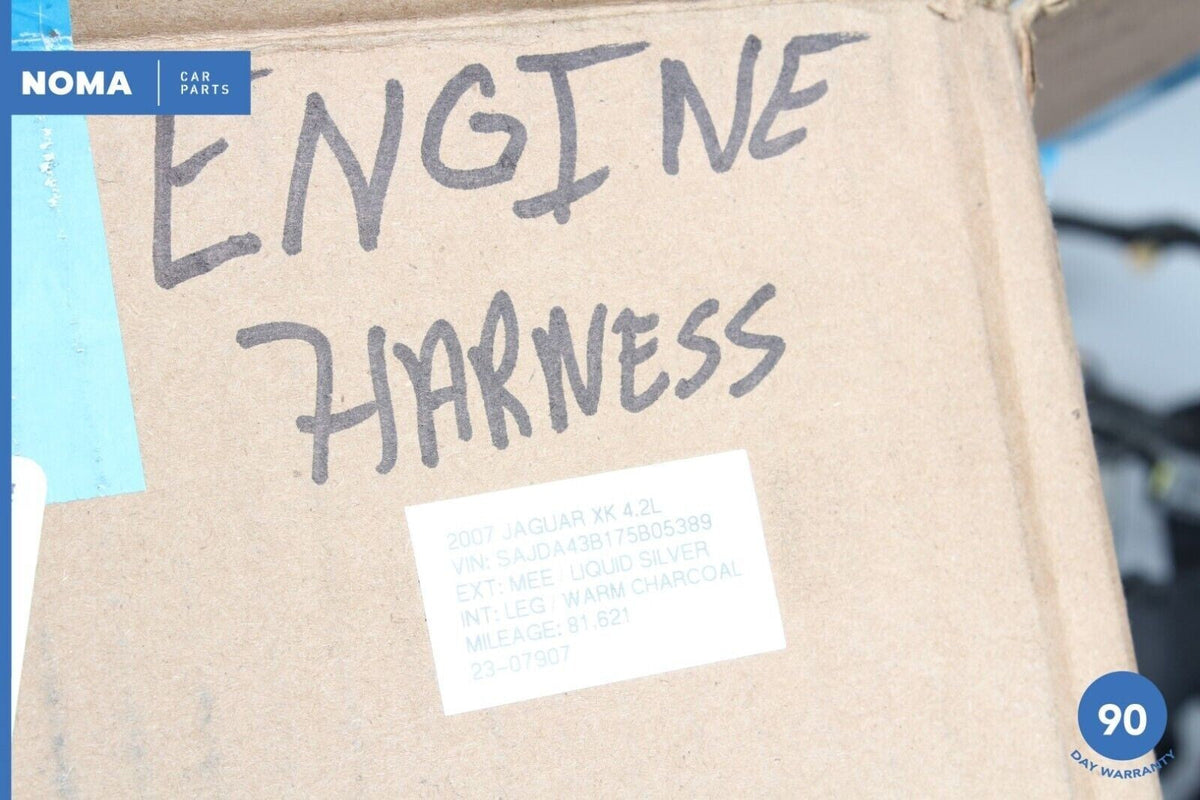 NOMA
CAR
PARTS
ENGINE
HARNESS
2007 JAGUAR XK 4.2L
VIN: SAJDA43B175B05389
EXT: MEE / LIQUID SILVER
INT: LEG / WARM CHARCOAL
MILEAGE: 81,621
23-07907
90
DAY WARRANTY